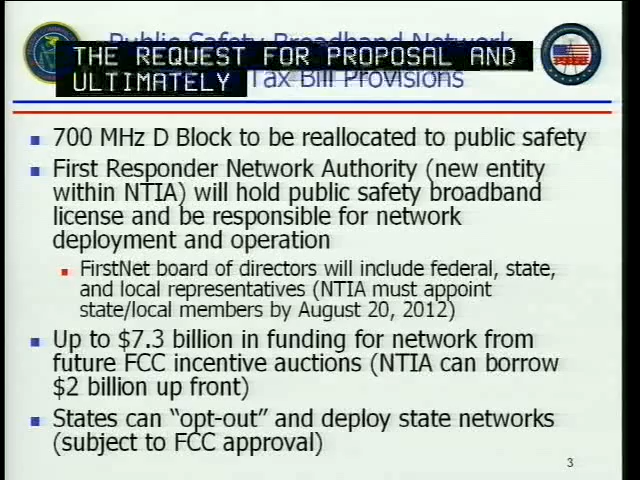 Public Safety Broadband Network
THE REQUEST FOR PROPOSAL AND
ULTIMATELY
Tax Bill Provisions
700 MHz D Block to be reallocated to public safety
First Responder Network Authority (new entity
within NTIA) will hold public safety broadband
license and be responsible for network
deployment and operation
FirstNet board of directors will include federal, state,
and local representatives (NTIA must appoint
state/local members by August 20, 2012)
Up to $7.3 billion in funding for network from
future FCC incentive auctions (NTIA can borrow
$2 billion up front)
States can “opt-out” and deploy state networks
(subject to FCC approval)
3